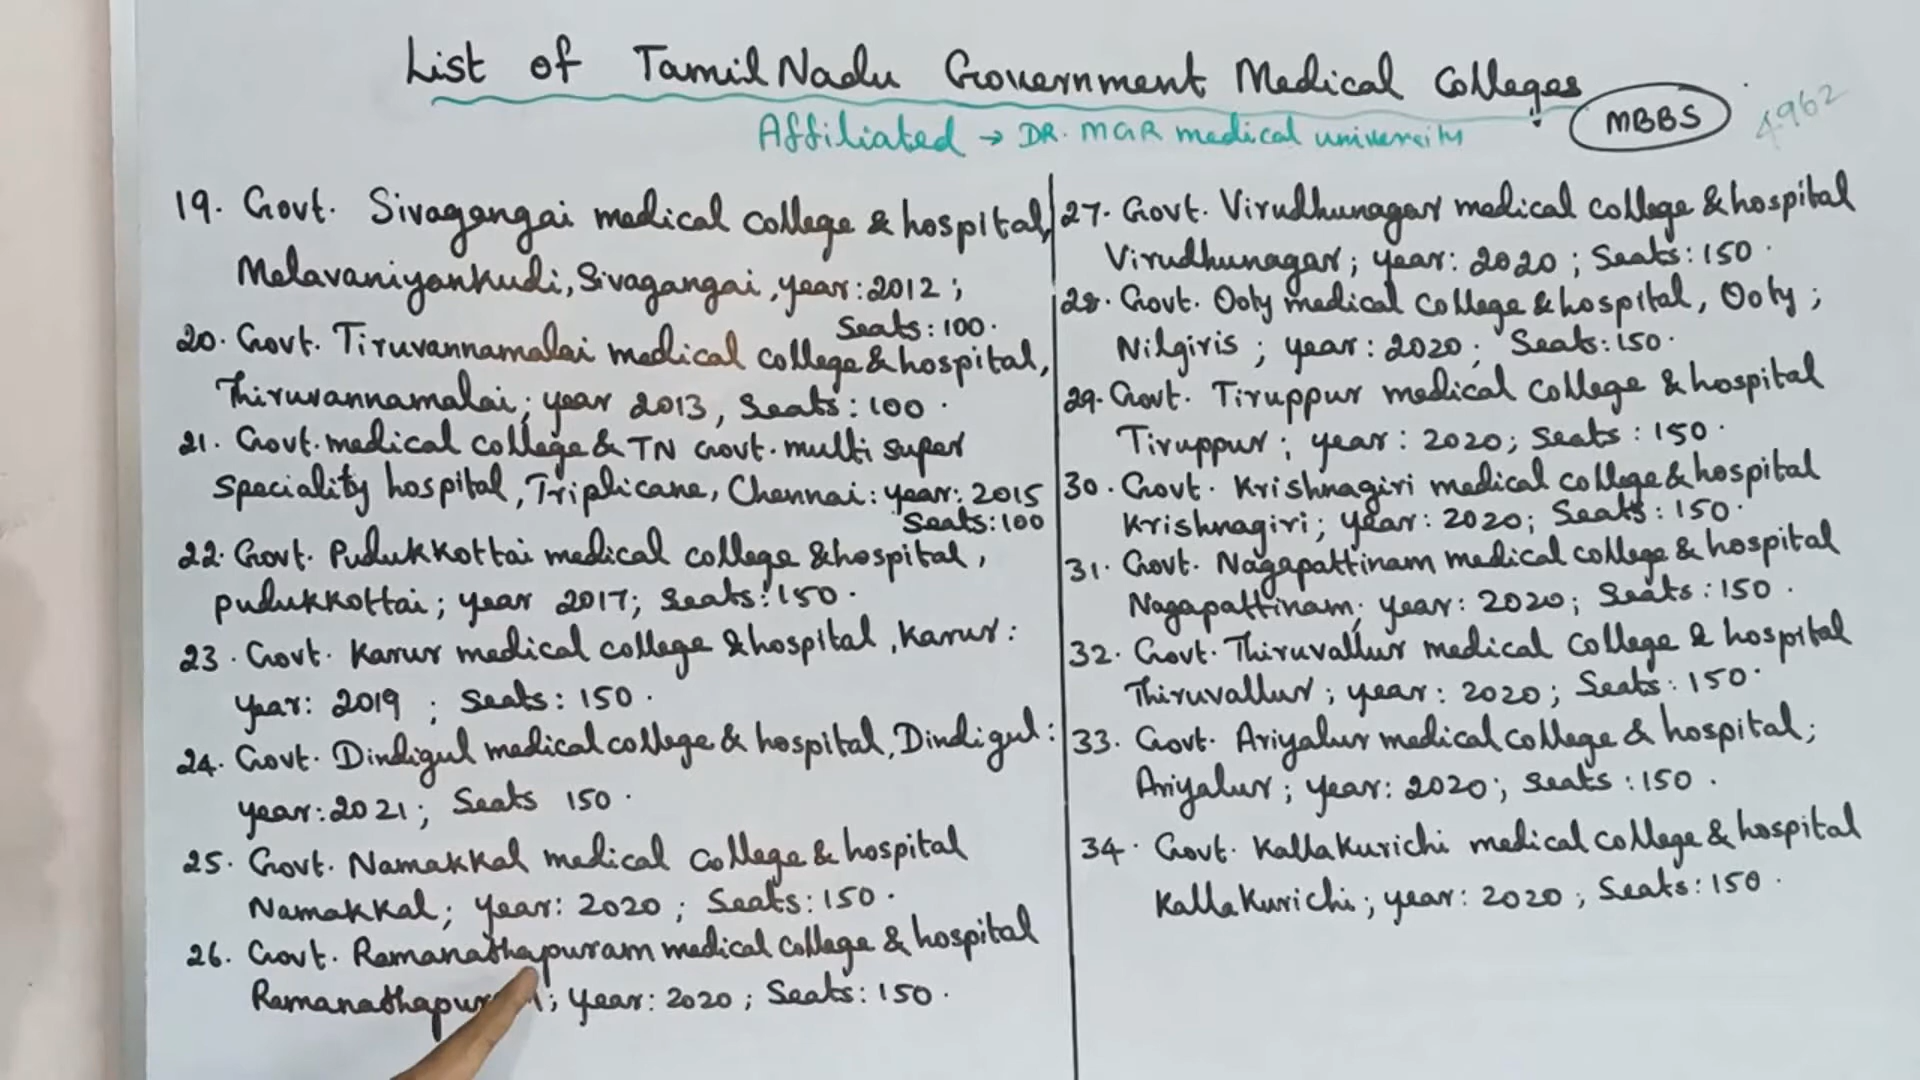 List of Tamil Nadu Government Medical Colleges
MBBS
4962
Affiliated → DR. MGR medical university
19. Govt. Sivagangai medical college & hospital,
Melavaniyankudi, Sivagangai, year: 2012;
Seats: 100.
20. Govt. Tiruvannamalai medical college & hospital,
Thiruvannamalai; year 2013, Seats: 100.
21. Govt. medical college & TN Govt. multi super
speciality hospital, Triplicane, Chennai: year: 2015
Seats: 100
22. Govt. Pudukkottai medical college & hospital,
pudukkottai; year 2017; Seats: 150.
23. Govt. Karur medical college & hospital, Karur:
year: 2019; Seats: 150.
24. Govt. Dindigul medical college & hospital, Dindigul:
year: 2021; Seats 150.
25. Govt. Namakkal medical College & hospital
Namakkal; year: 2020; Seats: 150.
26. Govt. Ramanathapuram medical college & hospital
; year: 2020; Seats: 150.
27. Govt. Virudhunagar medical college & hospital
Virudhunagar; year: 2020; Seats: 150.
28. Govt. Ooty medical college & hospital, Ooty;
Nilgiris; year: 2020; Seats: 150.
29. Govt. Tiruppur medical College & hospital
Tiruppur; year: 2020; Seats: 150.
30. Govt. Krishnagiri medical college & hospital
Krishnagiri; year: 2020; Seats: 150.
31. Govt. Nagapattinam medical college & hospital
Nagapattinam; year: 2020; Seats: 150.
32. Govt. Thiruvallur medical College & hospital
Thiruvallur; year: 2020; Seats: 150.
33. Govt. Ariyalur medical college & hospital;
Ariyalur; year: 2020; Seats: 150.
34. Govt. Kallakurichi medical college & hospital
Kallakurichi; year: 2020; Seats: 150.